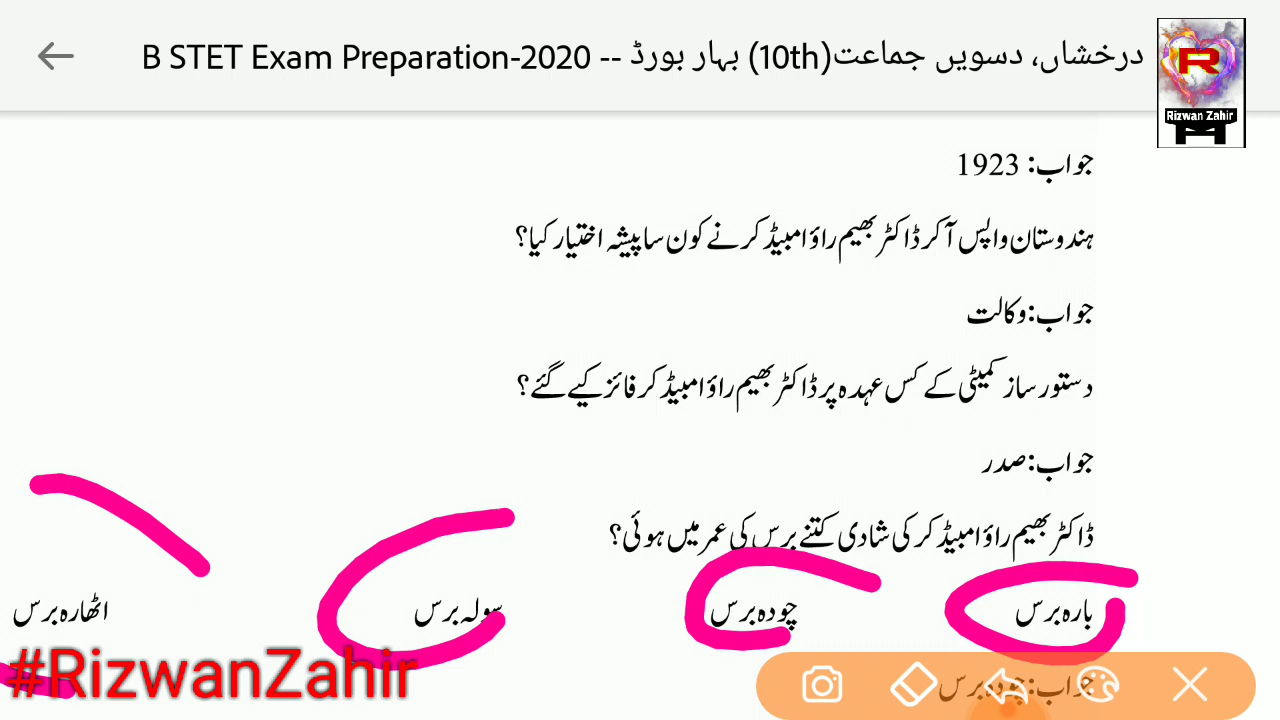 درخشاں، دسویں جماعت(10th) بہار بورڈ -- B STET Exam Preparation-2020
R
Rizwan Zahir
جواب: 1923
ہندوستان واپس آکر ڈاکٹر بھیم راؤ امبیڈکر نے کون سا پیشہ اختیار کیا؟
جواب:وکالت
دستور ساز کمیٹی کے کس عہدہ پر ڈاکٹر بھیم راؤ امبیڈکر فائز کیے گئے؟
جواب:صدر
ڈاکٹر بھیم راؤ امبیڈکر کی شادی کتنے برس کی عمر میں ہوئی؟
بارہ برس چودہ برس سولہ برس اٹھارہ برس
جواب:چودہ برس
#RizwanZahir